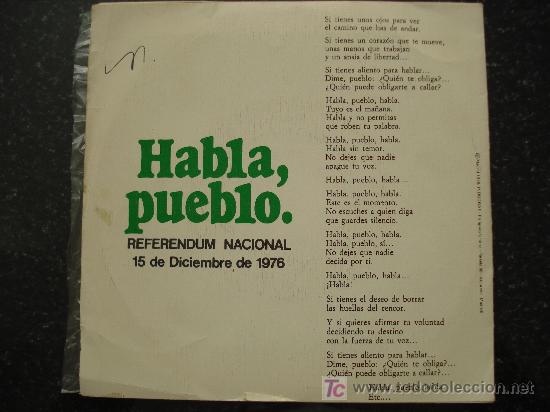 Habla,
pueblo.
REFERENDUM NACIONAL
15 de Diciembre de 1976
Si tienes unos ojos para ver
el camino que has de andar.
Si tienes un corazón que te mueve,
unas manos que trabajan
y un ansia de libertad...
Si tienes aliento para hablar...
Dime, pueblo: ¿Quién te obliga?...
¿Quién puede obligarte a callar?
Habla, pueblo, habla.
Tuyo es el mañana.
Habla y no permitas
que roben tu palabra.
Habla, pueblo, habla.
Habla sin temor.
No dejes que nadie
apague tu voz.
Habla, pueblo, habla...
Habla, pueblo, habla.
Este es el momento.
No escuches a quien diga
que guardes silencio.
Habla, pueblo, habla.
Habla, pueblo, sí...
No dejes que nadie
decida por ti.
Habla, pueblo, habla...
¡Habla!
Si tienes el deseo de borrar
las huellas del rencor.
Y si quieres afirmar tu voluntad
decidiendo tu destino
con la fuerza de tu voz...
Si tienes aliento para hablar...
Dime, pueblo: ¿Quién te obliga?...
¿Quién puede obligarte a callar?...
Habla, pueblo, habla.
Etc....
TC todocoleccion.net